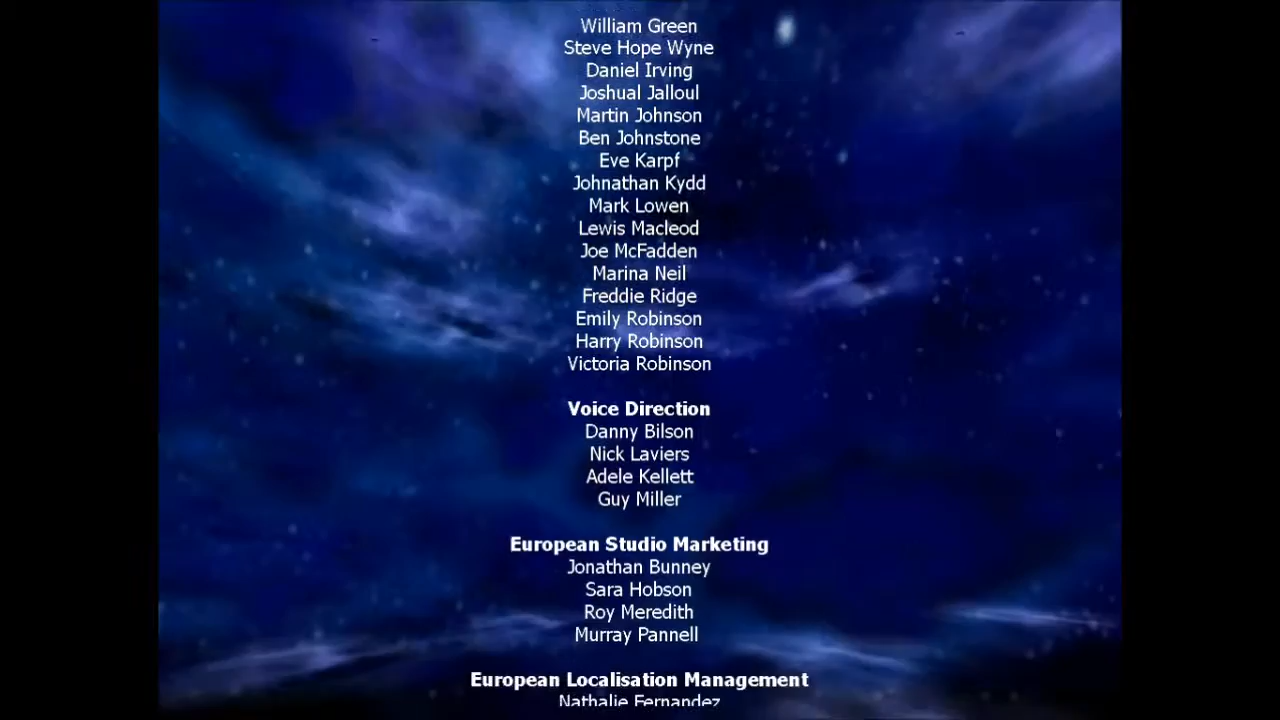 William Green
Steve Hope Wyne
Daniel Irving
Joshual Jalloul
Martin Johnson
Ben Johnstone
Eve Karpf
Johnathan Kydd
Mark Lowen
Lewis Macleod
Joe McFadden
Marina Neil
Freddie Ridge
Emily Robinson
Harry Robinson
Victoria Robinson
Voice Direction
Danny Bilson
Nick Laviers
Adele Kellett
Guy Miller
European Studio Marketing
Jonathan Bunney
Sara Hobson
Roy Meredith
Murray Pannell
European Localisation Management
Nathalie Fernandez